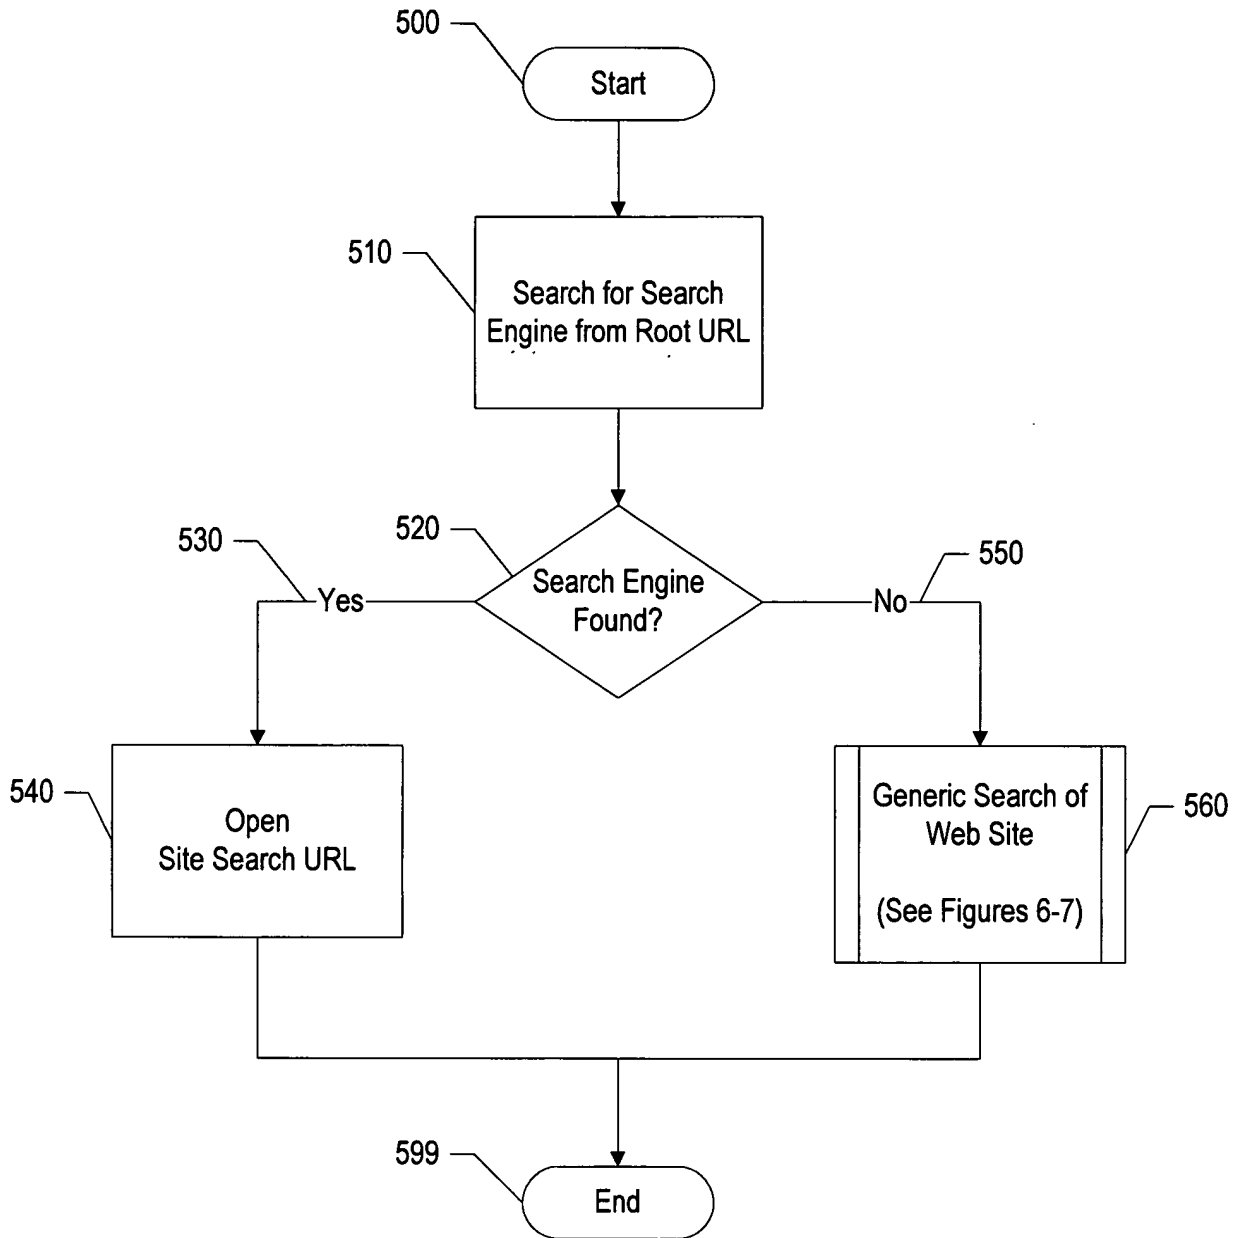 500
Start
510
Search for Search
Engine from Root URL
520
Search Engine
Found?
530
Yes
No
550
540
Open
Site Search URL
Generic Search of
Web Site
(See Figures 6-7)
560
599
End